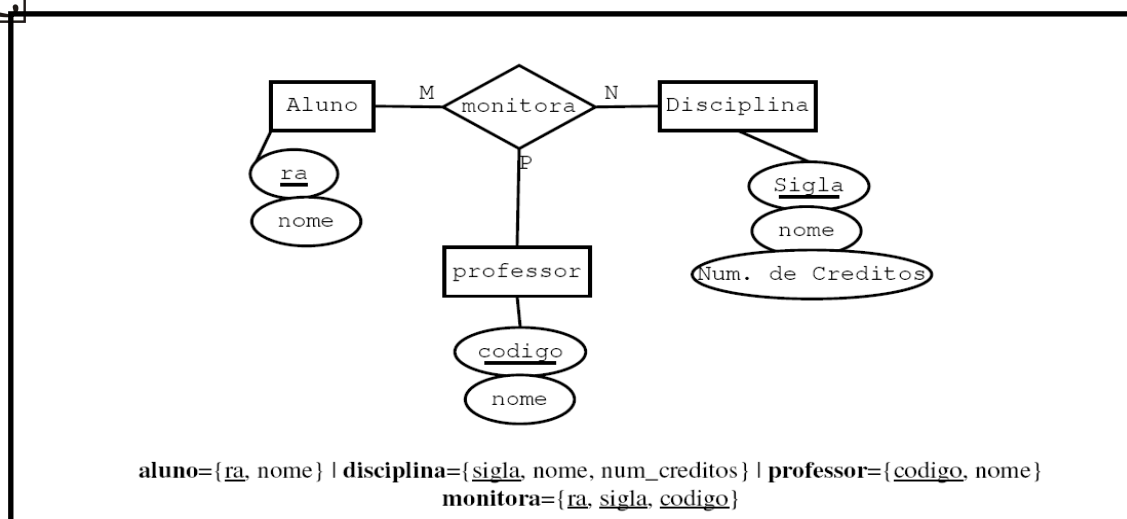 Aluno
M
monitora
N
Disciplina
P
ra
nome
Sigla
nome
Num. de Creditos
professor
codigo
nome
aluno={ra, nome} | disciplina={sigla, nome, num_creditos} | professor={codigo, nome}
monitora={ra, sigla, codigo}